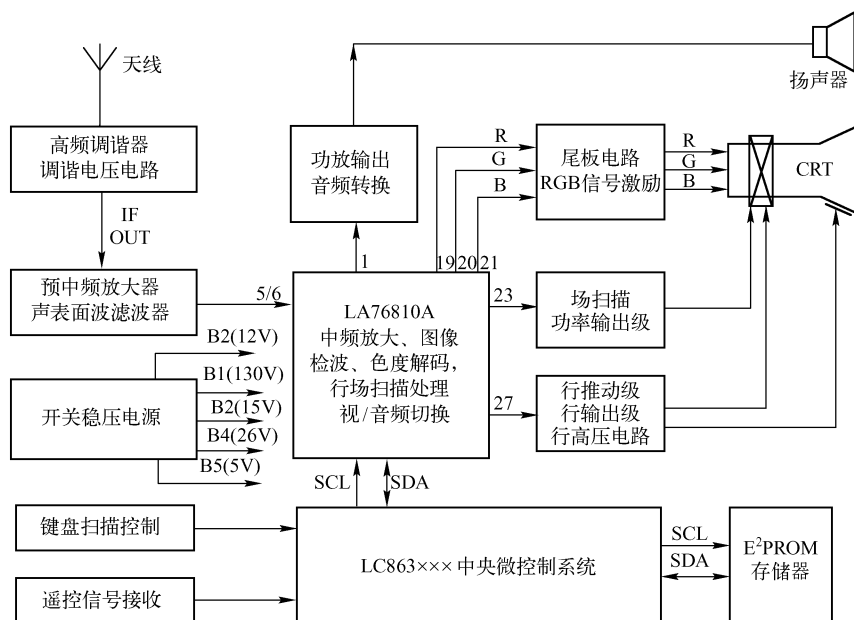 天线
扬声器
高频调谐器
调谐电压电路
功放输出
音频转换
R
G
B
尾板电路
RGB信号激励
R
G
B
CRT
IF
OUT
1
19
20
21
预中频放大器
声表面波滤波器
5/6
LA76810A
中频放大、图像
检波、色度解码，
行场扫描处理
视/音频切换
23
场扫描
功率输出级
27
行推动级
行输出级
行高压电路
开关稳压电源
B2(12V)
B1(130V)
B2(15V)
B4(26V)
B5(5V)
SCL
SDA
键盘扫描控制
遥控信号接收
LC863×××中央微控制系统
SCL
SDA
E²PROM
存储器